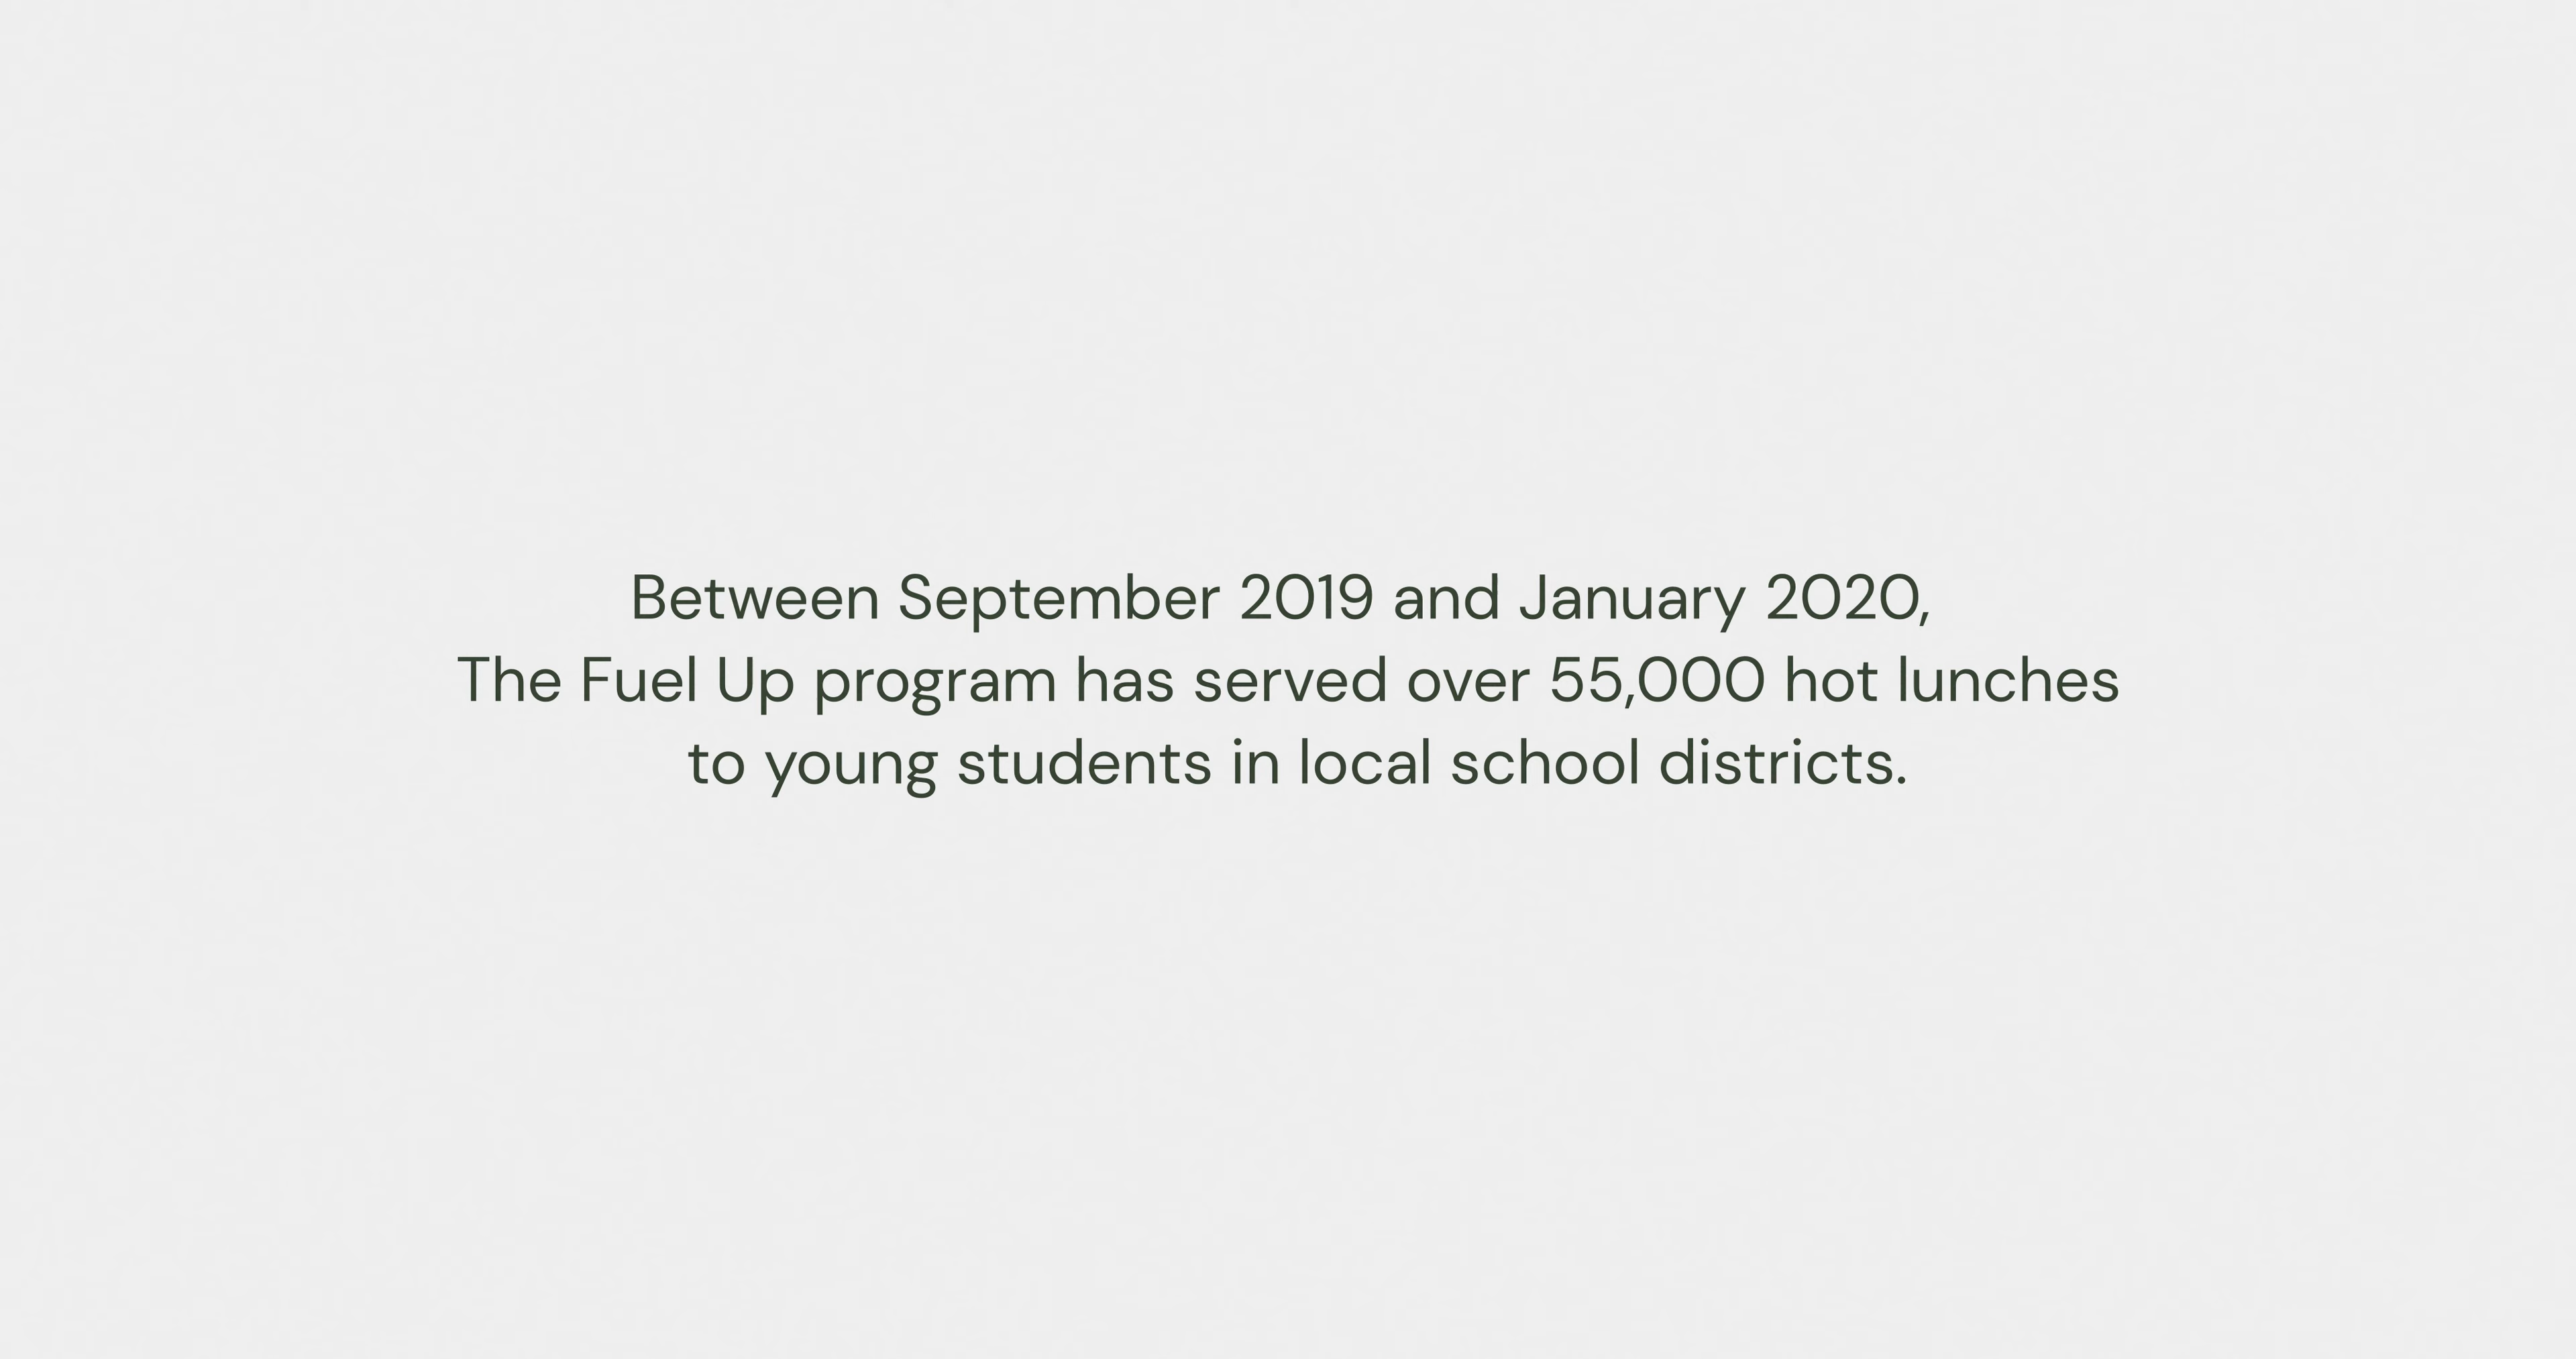 Between September 2019 and January 2020,
The Fuel Up program has served over 55,000 hot lunches
to young students in local school districts.